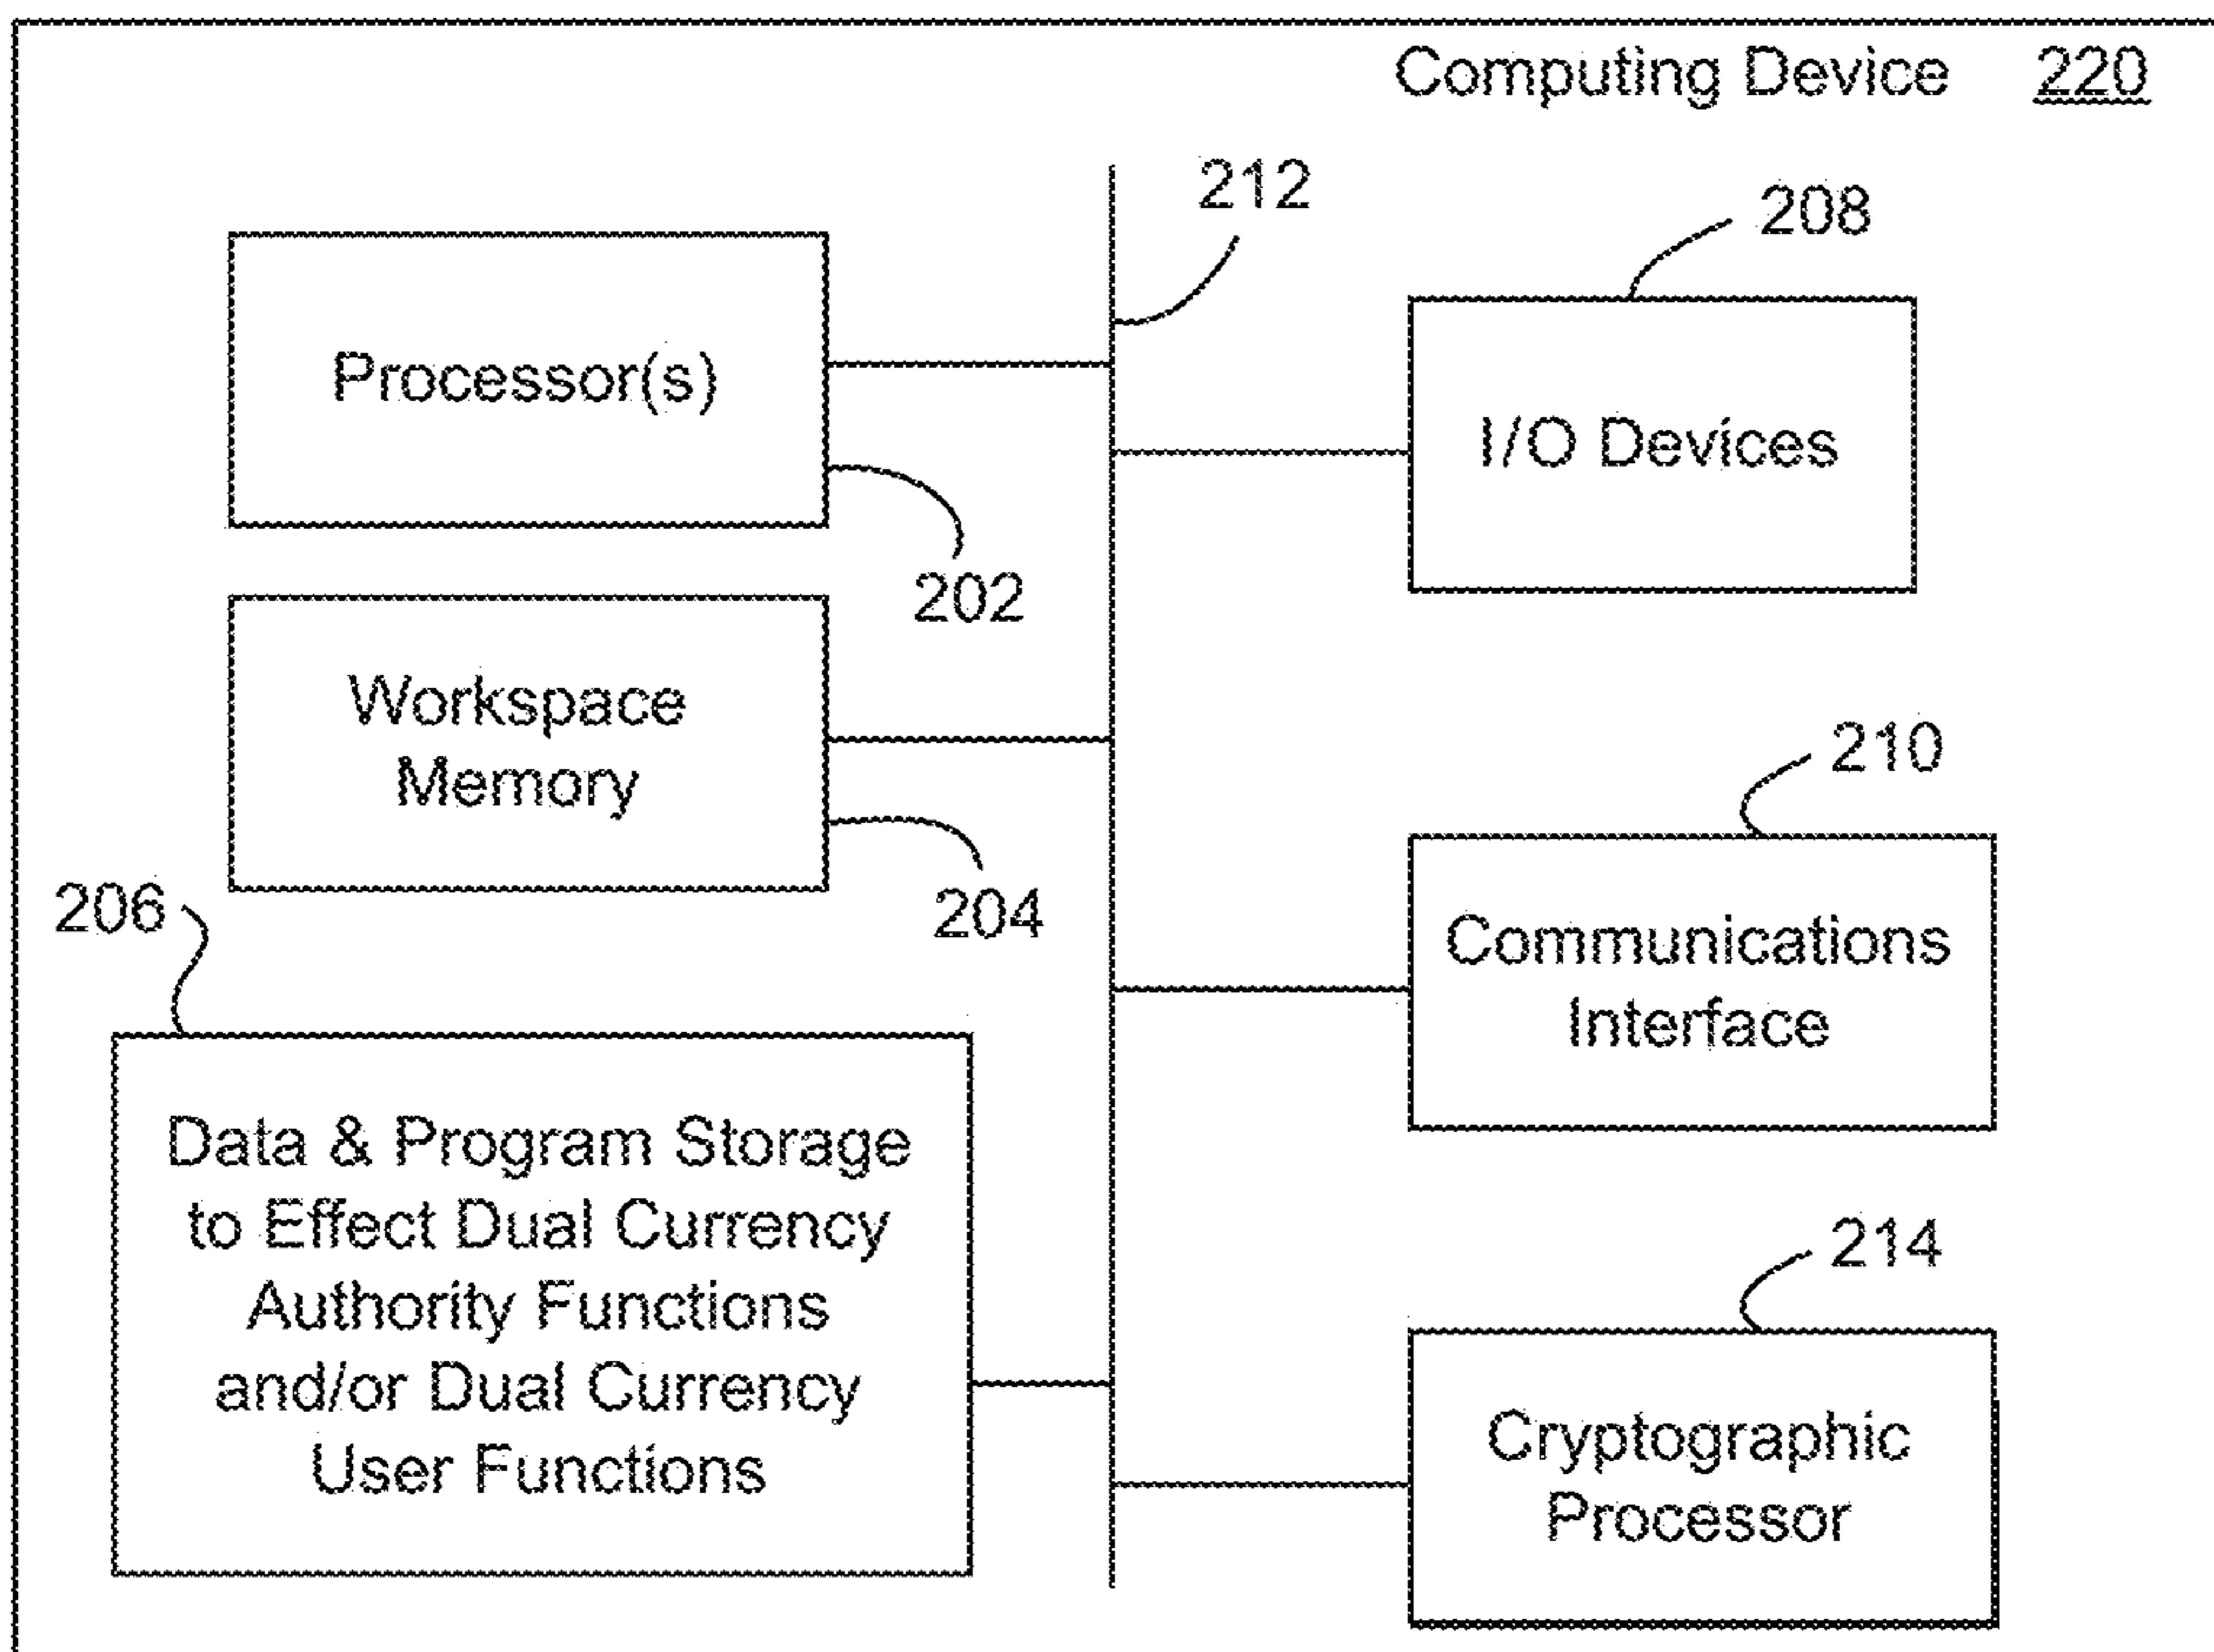 Computing Device 220
212
208
Processor(s)
I/O Devices
202
Workspace
Memory
210
206
204
Communications
Interface
Data & Program Storage
to Effect Dual Currency
Authority Functions
and/or Dual Currency
User Functions
214
Cryptographic
Processor